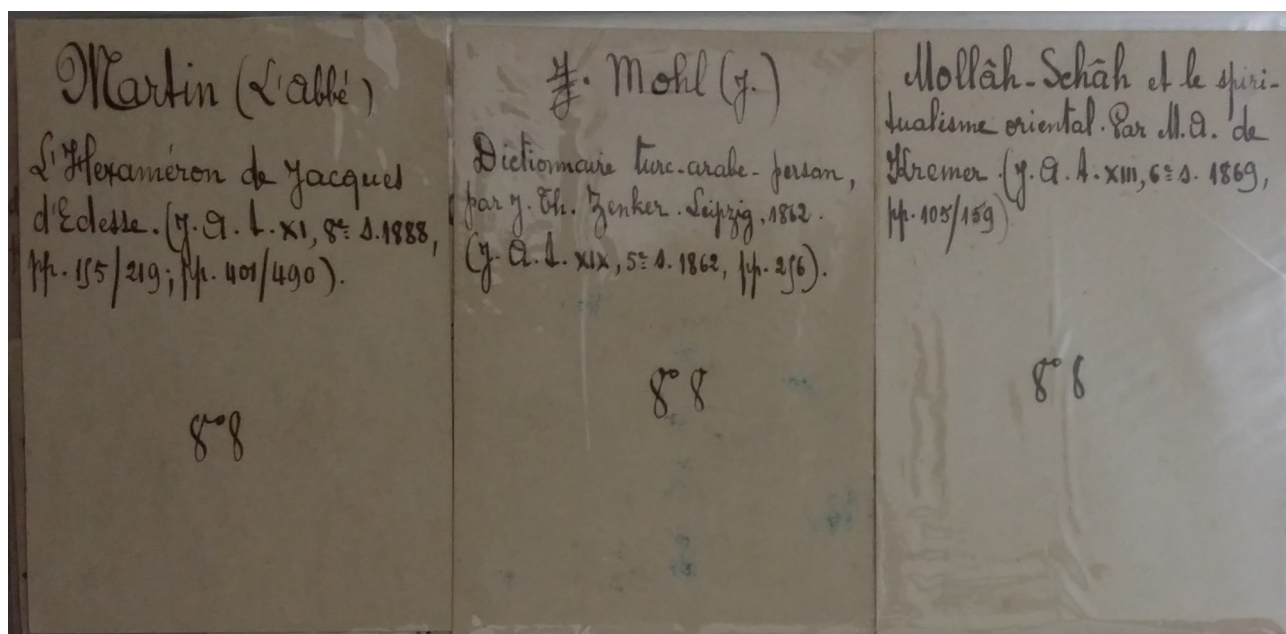 Martin (L'abbé)
L'Hexaméron de Jacques
d'Edesse. (J. A. t. XI, 8e s. 1888,
pp. 155/219; pp. 401/490).
8° 8
J. Mohl (J.)
Dictionnaire turc-arabe-persan,
par J. Th. Zenker. Leipzig, 1862.
(J. A. t. XIX, 5e s. 1862, pp. 256).
8° 8
Mollâh-Schâh et le spiri-
tualisme oriental. Par M. A. de
Kremer. (J. A. t. XIII, 6e s. 1869,
pp. 105/159)
8° 8